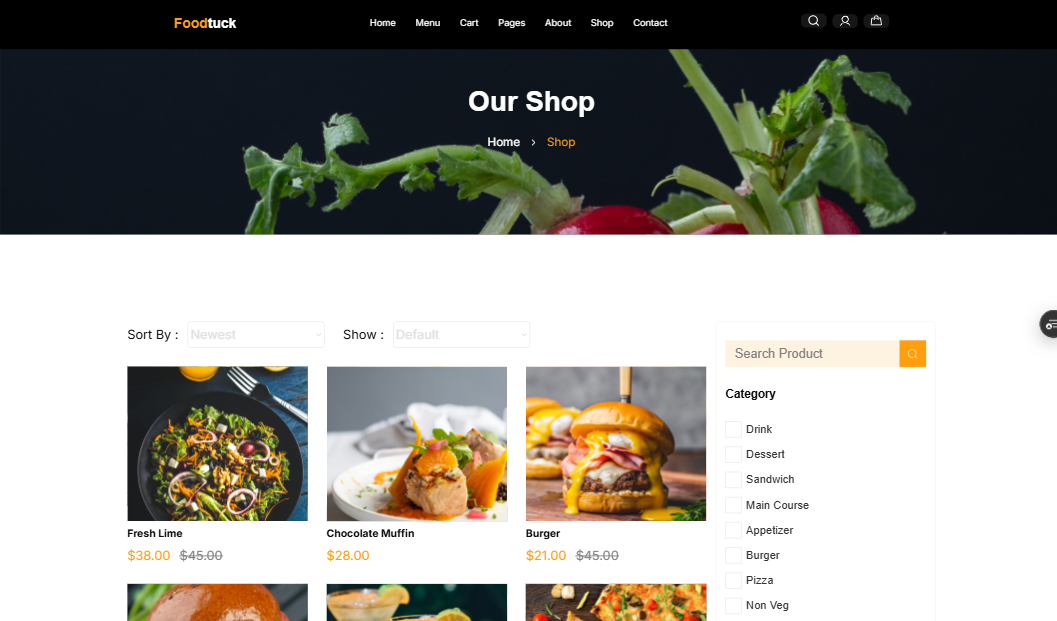 Foodtuck
Home Menu Cart Pages About Shop Contact
Our Shop
Home > Shop
Sort By : Newest Show : Default
Search Product
Category
Drink
Dessert
Sandwich
Main Course
Appetizer
Burger
Pizza
Non Veg
Fresh Lime
$38.00 $45.00
Chocolate Muffin
$28.00
Burger
$21.00 $45.00